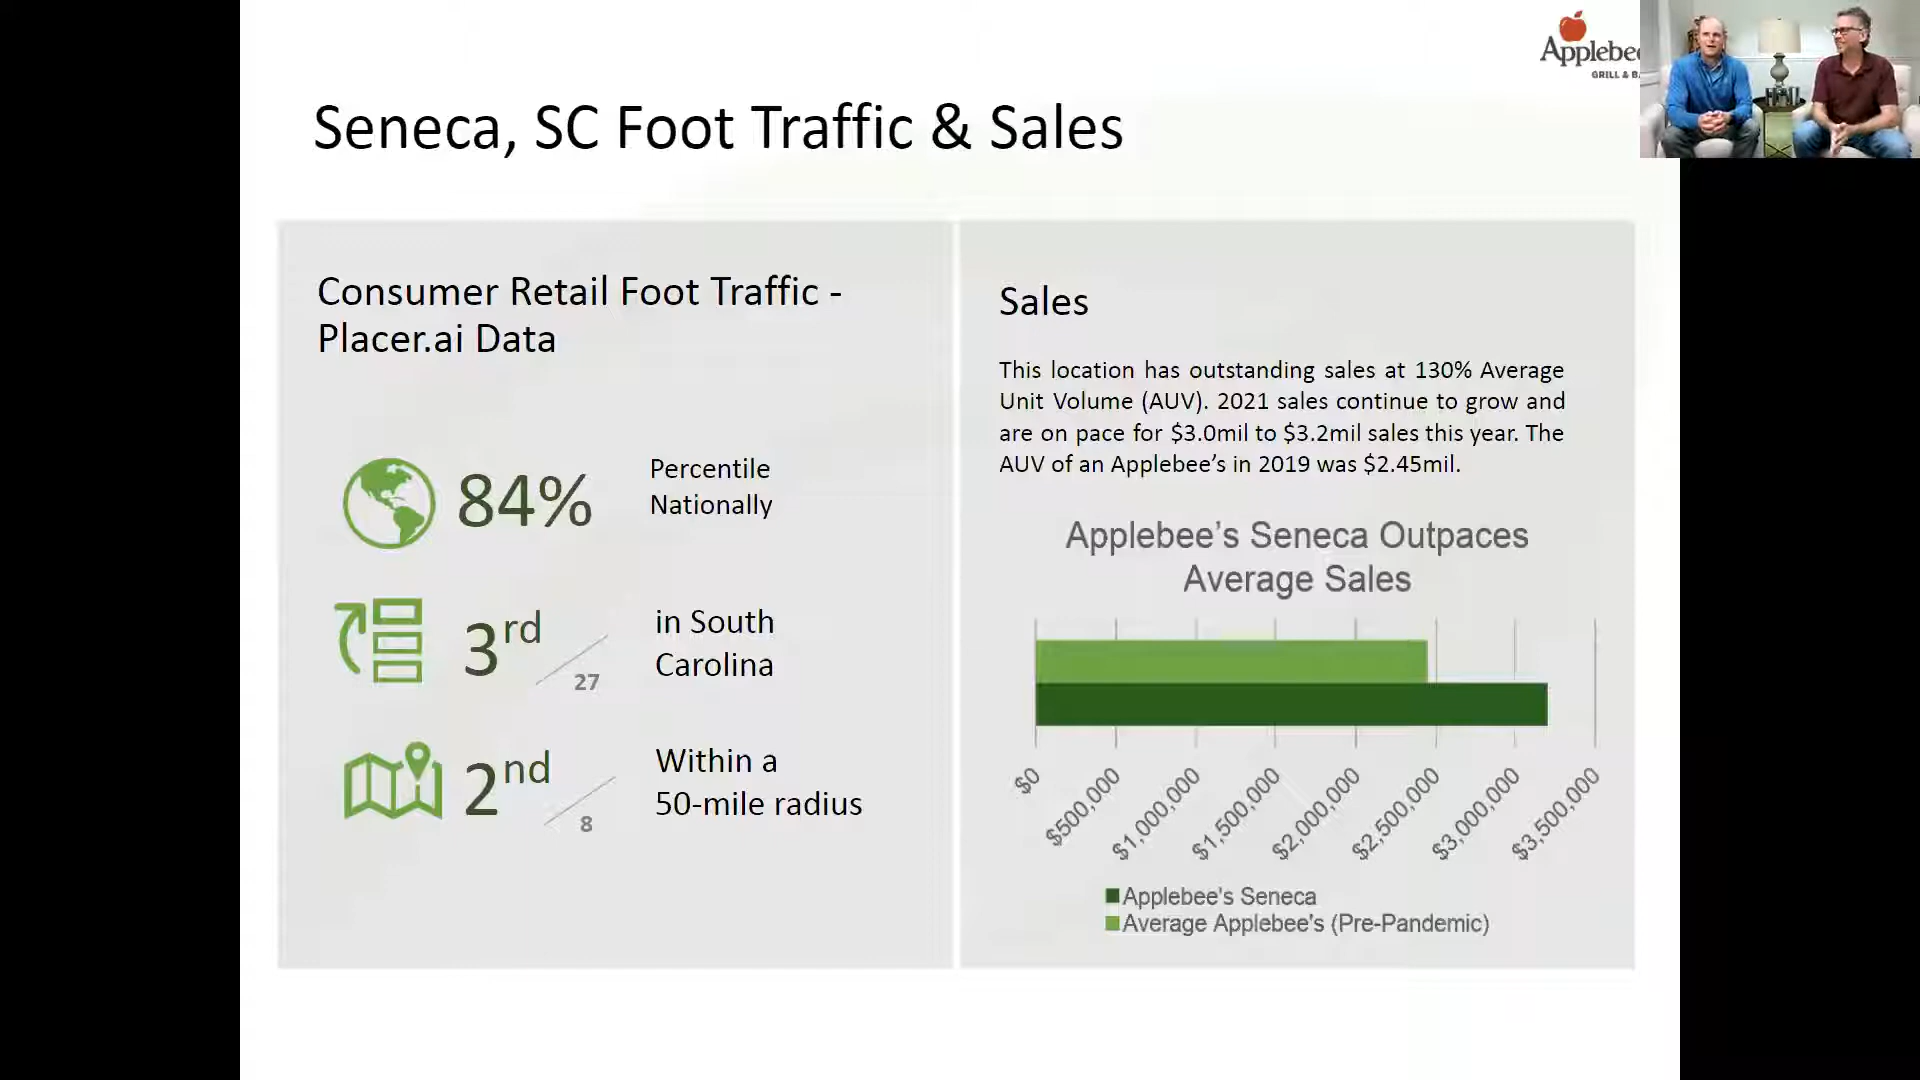 Applebe
GRILL & B
Seneca, SC Foot Traffic & Sales
Consumer Retail Foot Traffic -
Placer.ai Data
84%
Percentile
Nationally
3rd
27
in South
Carolina
2nd
8
Within a
50-mile radius
Sales
This location has outstanding sales at 130% Average
Unit Volume (AUV). 2021 sales continue to grow and
are on pace for $3.0mil to $3.2mil sales this year. The
AUV of an Applebee’s in 2019 was $2.45mil.
Applebee’s Seneca Outpaces
Average Sales
$0
$500,000
$1,000,000
$1,500,000
$2,000,000
$2,500,000
$3,000,000
$3,500,000
Applebee's Seneca
Average Applebee's (Pre-Pandemic)